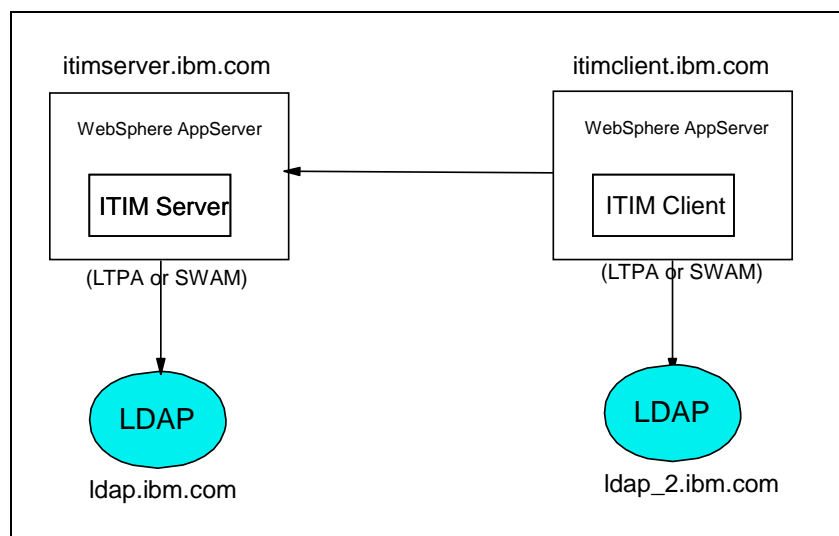 itimserver.ibm.com
WebSphere AppServer
ITIM Server
(LTPA or SWAM)
LDAP
ldap.ibm.com
itimclient.ibm.com
WebSphere AppServer
ITIM Client
(LTPA or SWAM)
LDAP
ldap_2.ibm.com